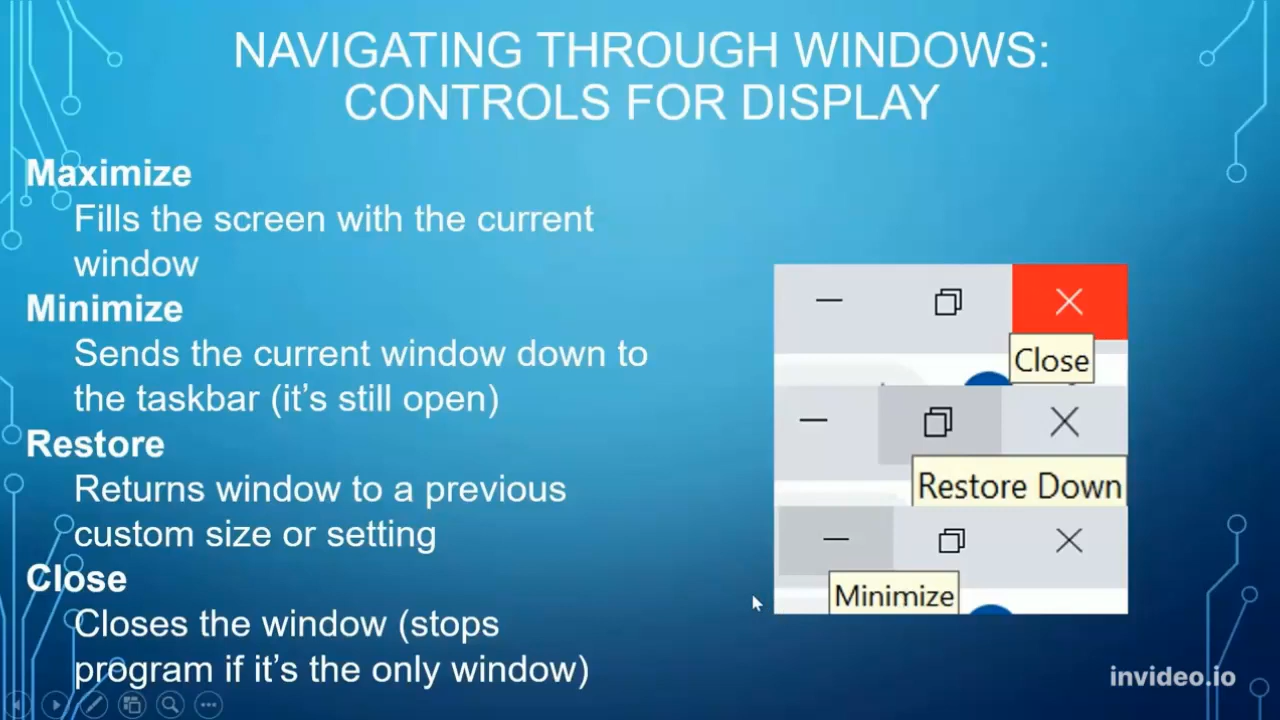 NAVIGATING THROUGH WINDOWS:
CONTROLS FOR DISPLAY
Maximize
Fills the screen with the current
window
Minimize
Sends the current window down to
the taskbar (it’s still open)
Restore
Returns window to a previous
custom size or setting
Close
Closes the window (stops
program if it’s the only window)
Close
Restore Down
Minimize
invideo.io